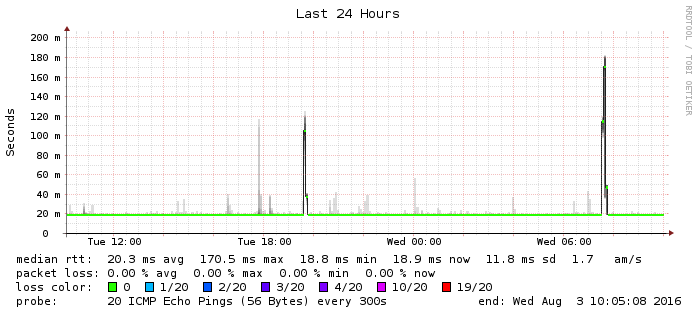 Last 24 Hours
RRDTOOL / TOBI OETIKER
Seconds
200 m
180 m
160 m
140 m
120 m
100 m
80 m
60 m
40 m
20 m
0
Tue 12:00 Tue 18:00 Wed 00:00 Wed 06:00
median rtt: 20.3 ms avg 170.5 ms max 18.8 ms min 18.9 ms now 11.8 ms sd 1.7 am/s
packet loss: 0.00 % avg 0.00 % max 0.00 % min 0.00 % now
loss color: 0 1/20 2/20 3/20 4/20 10/20 19/20
probe: 20 ICMP Echo Pings (56 Bytes) every 300s end: Wed Aug 3 10:05:08 2016